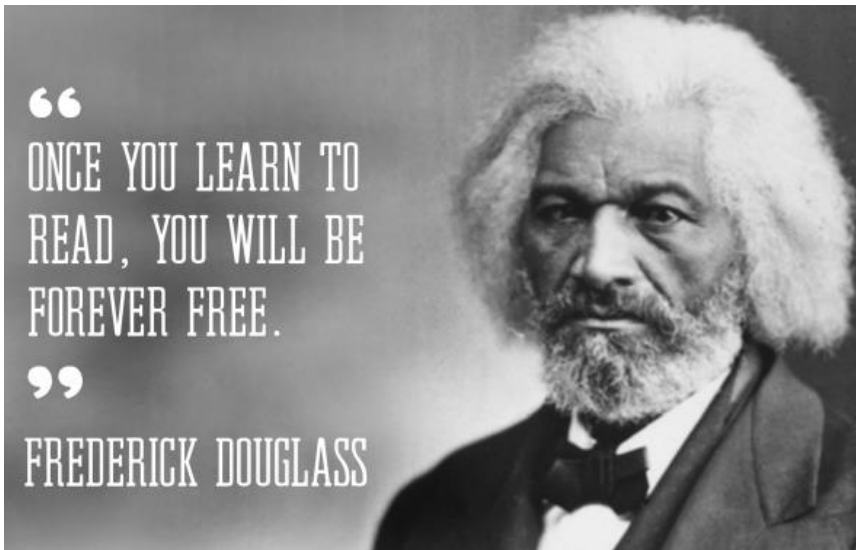 “
ONCE YOU LEARN TO
READ, YOU WILL BE
FOREVER FREE.
”
FREDERICK DOUGLASS